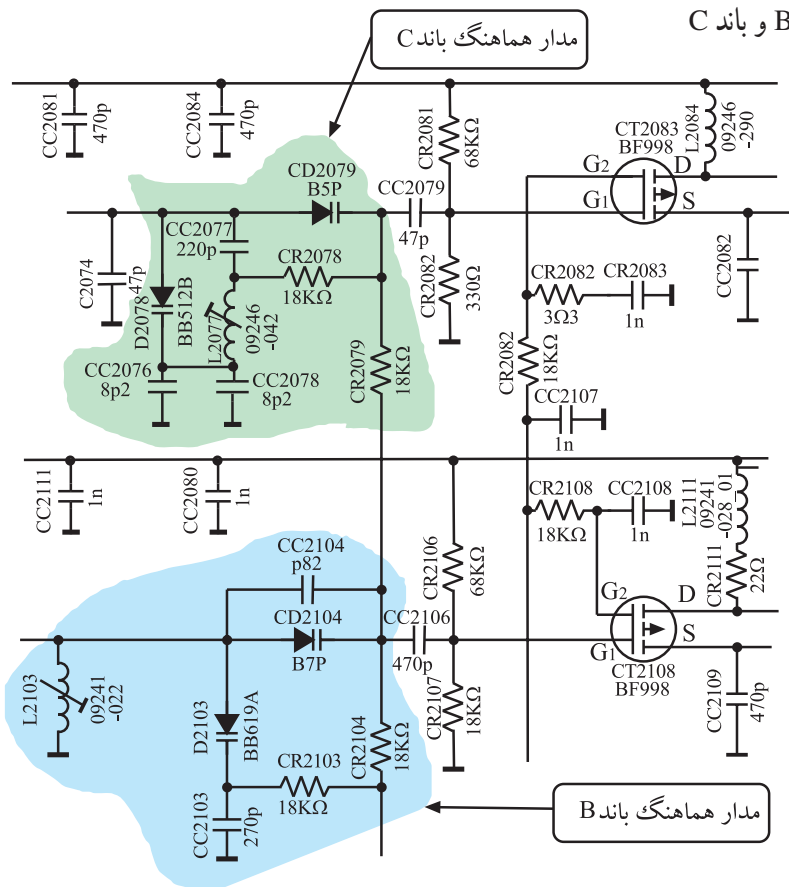 B و باند C
مدار هماهنگ باند C
CC2081
470p
CC2084
470p
CR2081
68KΩ
L2084
09246
-290
CT2083
BF998
G2
D
G1
S
CD2079
B5P
CC2079
47p
CC2077
220p
CR2078
18KΩ
C2074
47p
D2078
BB512B
L2077
09246
-042
CR2082
330Ω
CC2082
CR2082
3Ω3
CR2083
1n
CC2076
8p2
CC2078
8p2
CR2079
18KΩ
CR2082
18KΩ
CC2107
1n
CC2111
1n
CC2080
1n
CR2106
68KΩ
CR2108
18KΩ
CC2108
1n
L2111
09241
-028_01
CR2111
22Ω
CC2104
p82
CD2104
B7P
CC2106
470p
G2
D
G1
S
CT2108
BF998
L2103
09241
-022
D2103
BB619A
CR2104
18KΩ
CR2107
18KΩ
CC2109
470p
CR2103
18KΩ
CC2103
270p
مدار هماهنگ باند B